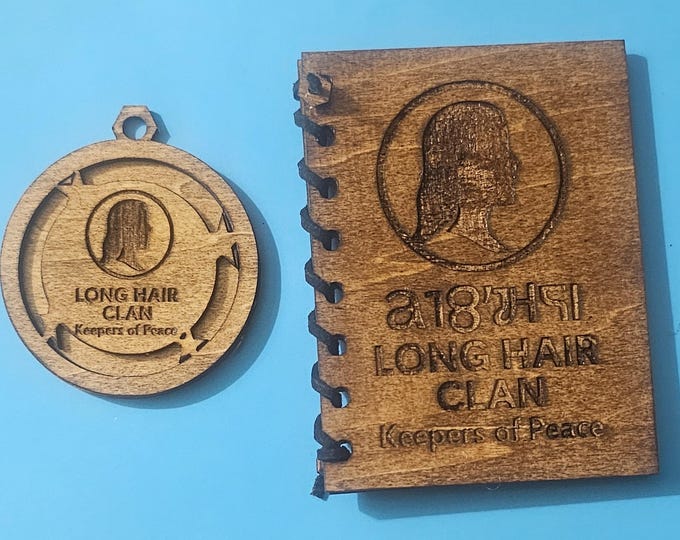 LONG HAIR
CLAN
Keepers of Peace
LONG HAIR
CLAN
Keepers of Peace